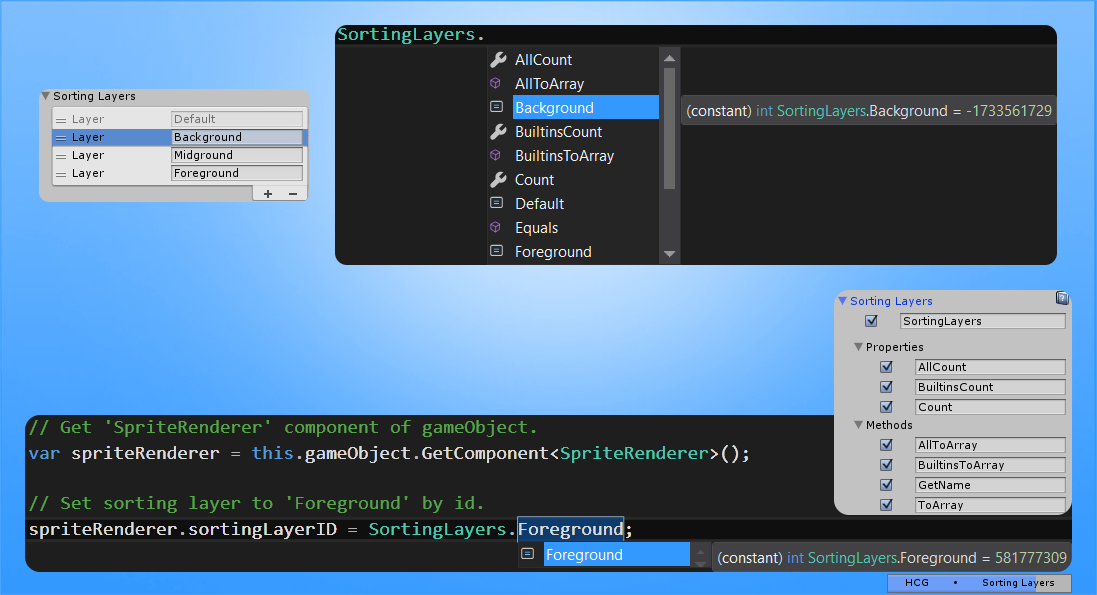 SortingLayers.
AllCount
AllToArray
Background
(constant) int SortingLayers.Background = -1733561729
BuiltinsCount
BuiltinsToArray
Count
Default
Equals
Foreground
Sorting Layers
Layer Default
Layer Background
Layer Midground
Layer Foreground
+ −
Sorting Layers
SortingLayers
Properties
AllCount
BuiltinsCount
Count
Methods
AllToArray
BuiltinsToArray
GetName
ToArray
// Get 'SpriteRenderer' component of gameObject.
var spriteRenderer = this.gameObject.GetComponent<SpriteRenderer>();
// Set sorting layer to 'Foreground' by id.
spriteRenderer.sortingLayerID = SortingLayers.Foreground;
Foreground
(constant) int SortingLayers.Foreground = 581777309
HCG • Sorting Layers